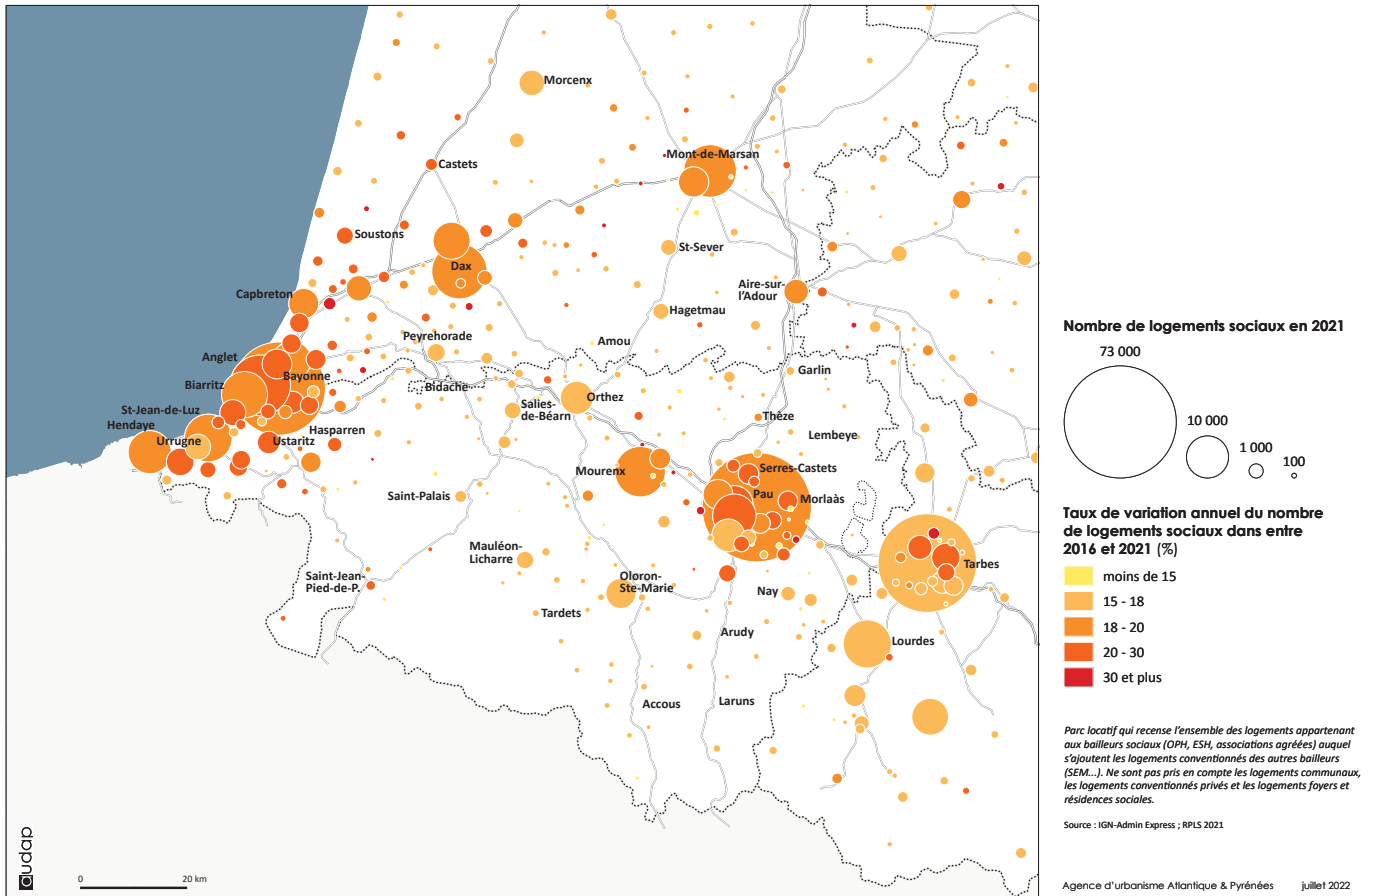 Morcenx
Mont-de-Marsan
Castets
Soustons
St-Sever
Dax
Capbreton
Aire-sur-
l'Adour
Hagetmau
Peyrehorade
Amou
Anglet
Bayonne
Biarritz
Bidache
Garlin
Orthez
Salies-
de-Béarn
St-Jean-de-Luz
Hendaye
Thèze
Hasparren
Urrugne
Ustaritz
Lembeye
Mourenx
Serres-Castets
Pau
Morlaàs
Saint-Palais
Mauléon-
Licharre
Tarbes
Saint-Jean-
Pied-de-P.
Oloron-
Ste-Marie
Nay
Tardets
Arudy
Lourdes
Accous
Laruns
audap
0
20 km
Nombre de logements sociaux en 2021
73 000
10 000
1 000
100
Taux de variation annuel du nombre
de logements sociaux dans entre
2016 et 2021 (%)
moins de 15
15 - 18
18 - 20
20 - 30
30 et plus
Parc locatif qui recense l'ensemble des logements appartenant
aux bailleurs sociaux (OPH, ESH, associations agréées) auquel
s'ajoutent les logements conventionnés des autres bailleurs
(SEM...). Ne sont pas pris en compte les logements communaux,
les logements conventionnés privés et les logements foyers et
résidences sociales.
Source : IGN-Admin Express ; RPLS 2021
Agence d'urbanisme Atlantique & Pyrénées juillet 2022